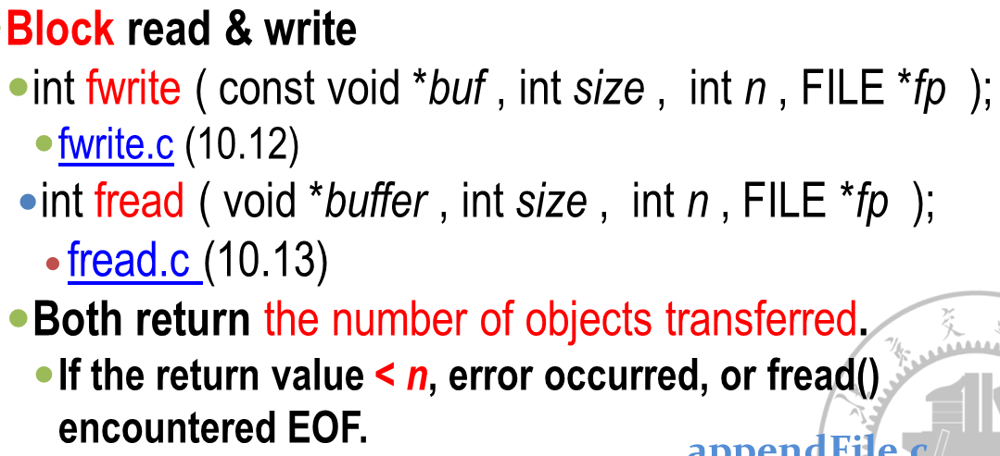 Block read & write
•int fwrite ( const void *buf , int size , int n , FILE *fp );
•fwrite.c (10.12)
•int fread ( void *buffer , int size , int n , FILE *fp );
•fread.c (10.13)
•Both return the number of objects transferred.
•If the return value < n, error occurred, or fread()
encountered EOF.
appendFile.c
交